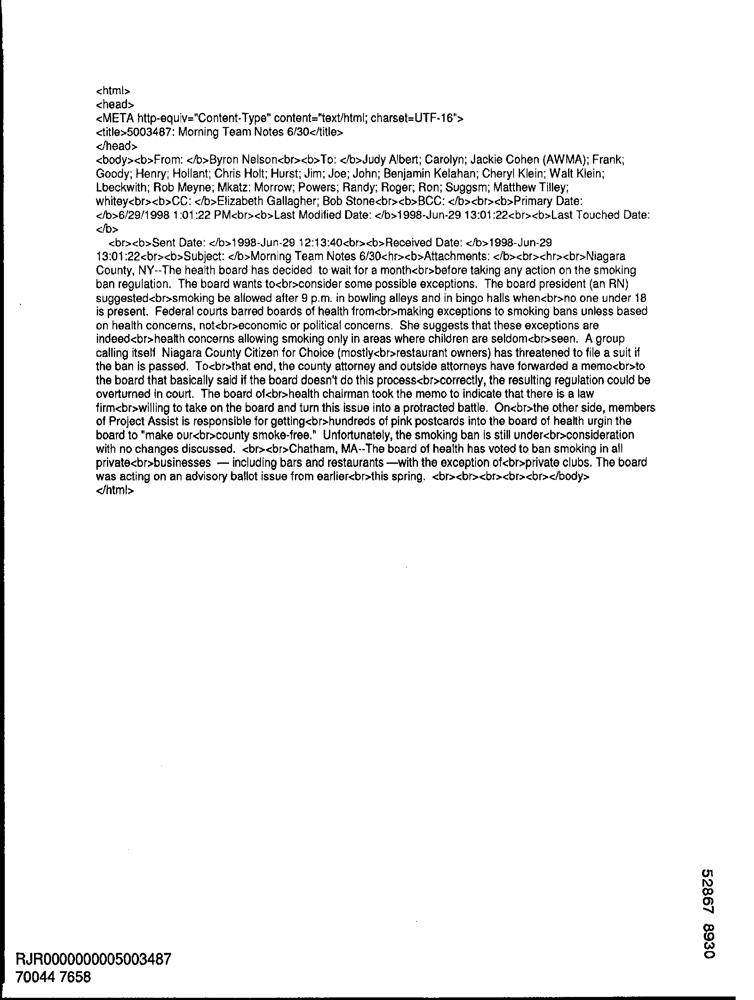 <html>
<head>
<META http-equiv="Content-Type" content="text/html; charset=UTF-16">
<title>5003487: Morning Team Notes 6/30</title>
</head>
<body><b>From: </b>Byron Nelson<br><b>To: </b>Judy Albert; Carolyn; Jackie Cohen (AWMA); Frank;
Goody; Henry; Hollant; Chris Holt; Hurst; Jim; Joe; John; Benjamin Kelahan; Cheryl Klein; Walt Klein;
Lbeckwith; Rob Meyne; Mkatz; Morrow; Powers; Randy; Roger; Ron; Suggsm; Matthew Tilley;
whitey<br><b>CC: </b>Elizabeth Gallagher; Bob Stone<br><b>BCC: </b><br><b>Primary Date:
</b>6/29/1998 1:01:22 PM<br><b>Last Modified Date: </b>1998-Jun-29 13:01:22<br><b>Last Touched Date:
</b>
<br><b>Sent Date: </b>1998-Jun-29 12:13:40<br><b>Received Date: </b>1998-Jun-29
13:01:22<br><b>Subject: </b>Morning Team Notes 6/30<hr><b>Attachments: </b><br><hr><br>Niagara
County, NY--The health board has decided to wait for a month<br>before taking any action on the smoking
ban regulation. The board wants to<br>consider some possible exceptions. The board president (an RN)
suggested<br>smoking be allowed after 9 p.m. in bowling alleys and in bingo halls when<br>no one under 18
is present. Federal courts barred boards of health from<br>making exceptions to smoking bans unless based
on health concerns, not<br>economic or political concerns. She suggests that these exceptions are
indeed<br>health concerns allowing smoking only in areas where children are seldom<br>seen. A group
calling itself Niagara County Citizen for Choice (mostly<br>restaurant owners) has threatened to file a suit if
the ban is passed. To<br>that end, the county attorney and outside attorneys have forwarded a memo<br>to
the board that basically said if the board doesn't do this process<br>correctly, the resulting regulation could be
overturned in court. The board of<br>health chairman took the memo to indicate that there is a law
firm<br>willing to take on the board and turn this issue into a protracted battle. On<br>the other side, members
of Project Assist is responsible for getting<br>hundreds of pink postcards into the board of health urgin the
board to "make our<br>county smoke-free." Unfortunately, the smoking ban is still under<br>consideration
with no changes discussed. <br><br>Chatham, MA--The board of health has voted to ban smoking in all
private<br>businesses — including bars and restaurants —with the exception of<br>private clubs. The board
was acting on an advisory ballot issue from earlier<br>this spring. <br><br><br><br><br></body>
</html>
52867 8930
RJR0000000005003487
70044 7658